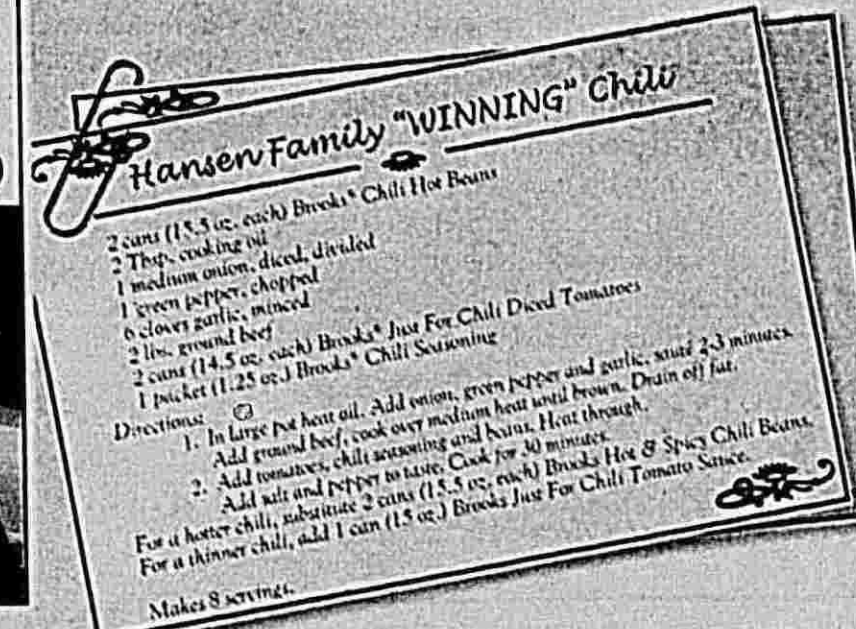 Hansen Family "WINNING" Chili
2 cans (15.5 oz. each) Brooks® Chili Hot Beans
2 Tbsp. cooking oil
1 medium onion, diced, divided
1 green pepper, chopped
6 cloves garlic, minced
2 lbs. ground beef
2 cans (14.5 oz. each) Brooks® Just For Chili Diced Tomatoes
1 packet (1.25 oz.) Brooks® Chili Seasoning
Directions:
1. In large pot heat oil. Add onion, green pepper and garlic, sauté 2-3 minutes.
Add ground beef, cook over medium heat until brown. Drain off fat.
2. Add tomatoes, chili seasoning and beans. Heat through.
Add salt and pepper to taste. Cook for 30 minutes.
For a hotter chili, substitute 2 cans (15.5 oz. each) Brooks Hot & Spicy Chili Beans.
For a thinner chili, add 1 can (15 oz.) Brooks Just For Chili Tomato Sauce.
Makes 8 servings.